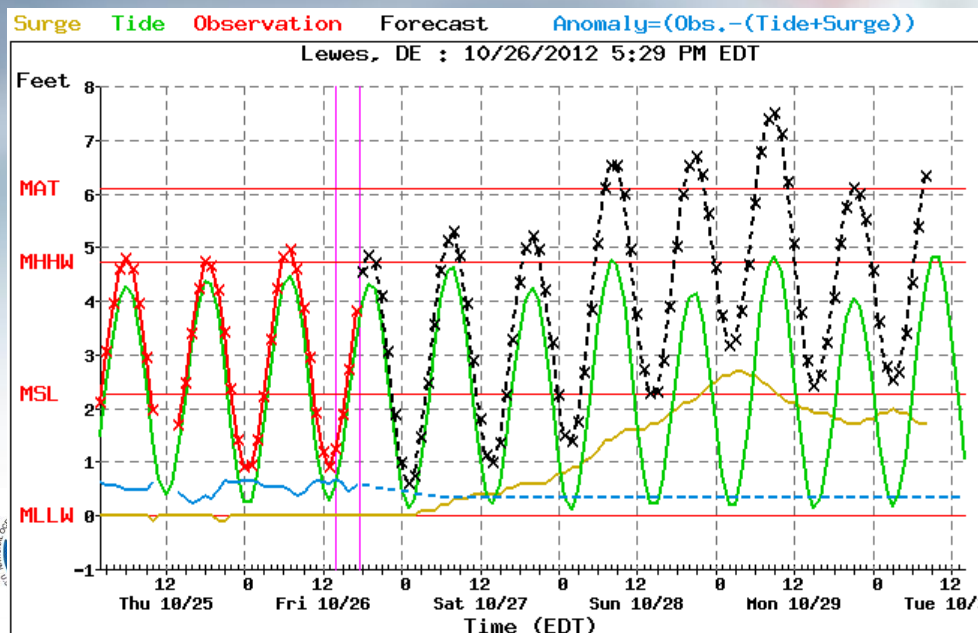 Surge Tide Observation Forecast Anomaly=(Obs.-(Tide+Surge))
Lewes, DE : 10/26/2012 5:29 PM EDT
Feet
8
7
MAT 6
MHHW 5
4
3
MSL 2
1
MLLW 0
-1
12 0 12 0 12 0 12 0 12 0 12
Thu 10/25 Fri 10/26 Sat 10/27 Sun 10/28 Mon 10/29 Tue 10/
Time (EDT)